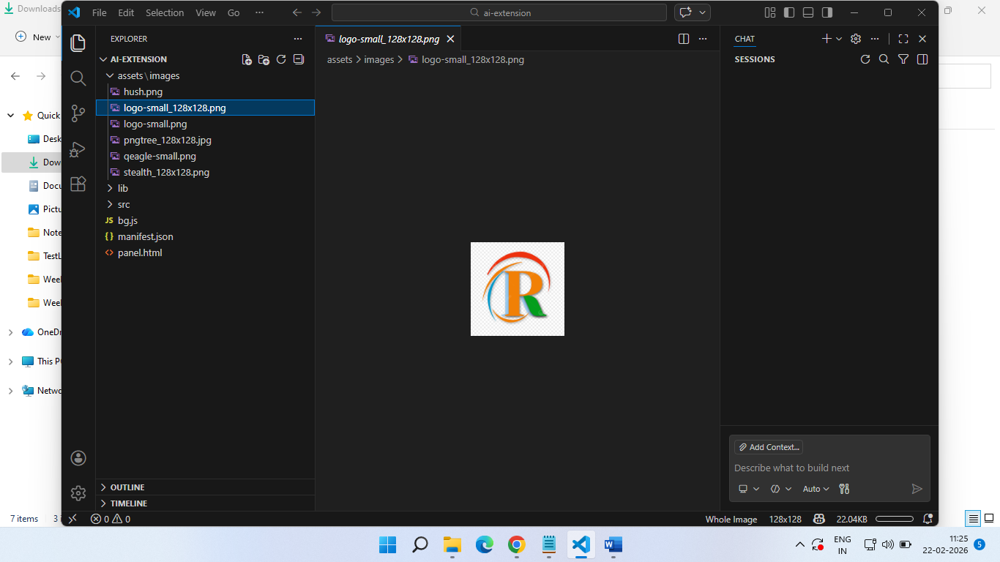 Downloads
New
Quick
Desk
Dow
Docu
Pictu
Note
TestL
Weel
Weel
OneDr
This P
Netwo
7 items
3 i
File Edit Selection View Go ···
ai-extension
EXPLORER
AI-EXTENSION
assets\images
hush.png
logo-small_128x128.png
logo-small.png
pngtree_128x128.jpg
qeagle-small.png
stealth_128x128.png
lib
src
JS bg.js
{} manifest.json
<> panel.html
OUTLINE
TIMELINE
logo-small_128x128.png
assets > images > logo-small_128x128.png
R
CHAT
SESSIONS
Add Context...
Describe what to build next
Auto
0 0
Whole Image 128x128 22.04KB
ENG
IN
11:25
22-02-2026
5